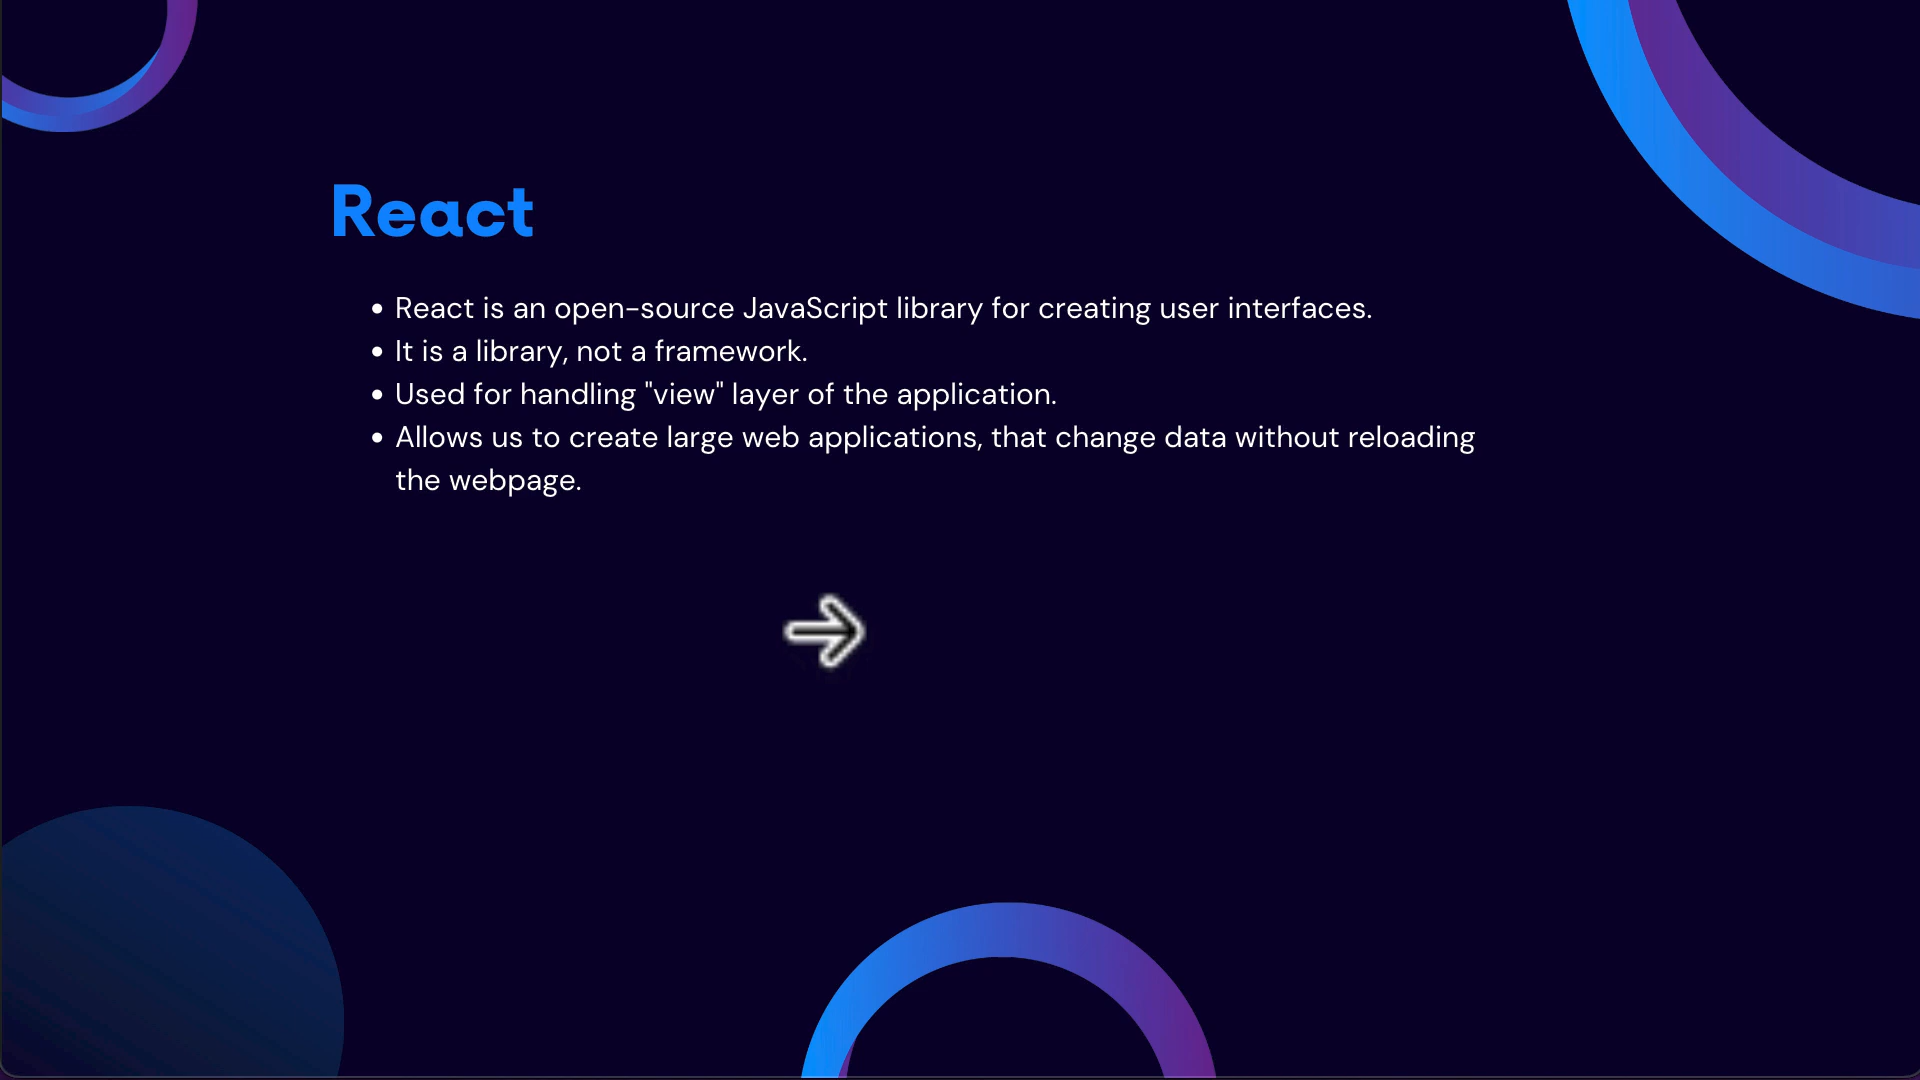 React
• React is an open-source JavaScript library for creating user interfaces.
• It is a library, not a framework.
• Used for handling "view" layer of the application.
• Allows us to create large web applications, that change data without reloading
the webpage.